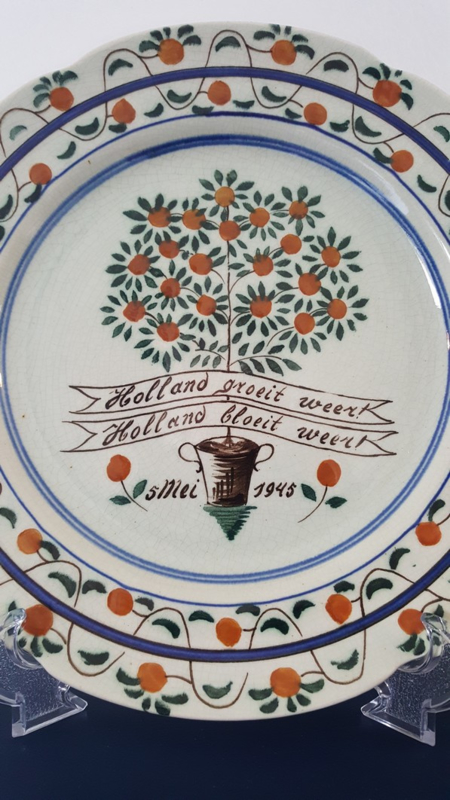 Holland groeit weer!
Holland bloeit weer!
5 Mei 1945